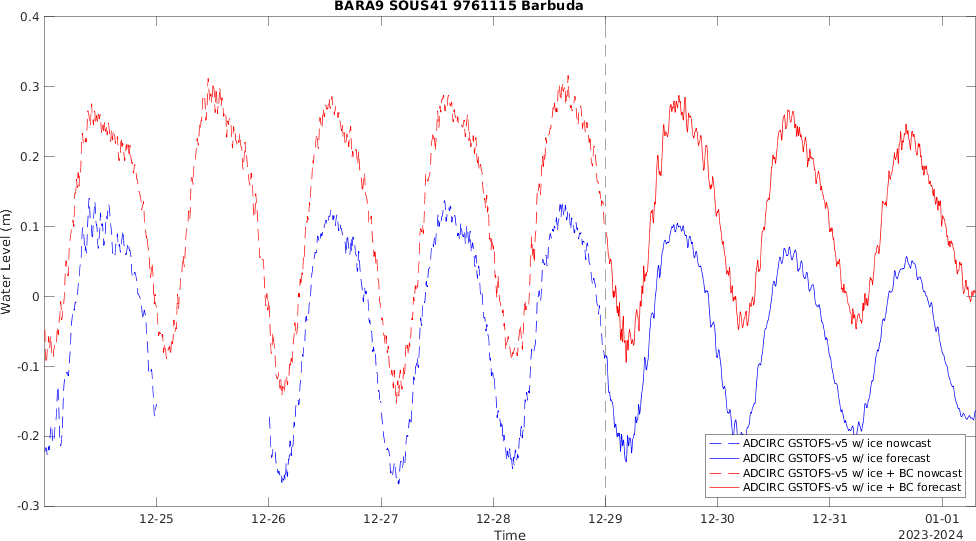 BARA9 SOUS41 9761115 Barbuda
0.4
0.3
0.2
0.1
0
-0.1
-0.2
-0.3
Water Level (m)
ADCIRC GSTOFS-v5 w/ ice nowcast
ADCIRC GSTOFS-v5 w/ ice forecast
ADCIRC GSTOFS-v5 w/ ice + BC nowcast
ADCIRC GSTOFS-v5 w/ ice + BC forecast
12-25 12-26 12-27 12-28 12-29 12-30 12-31 01-01
Time
2023-2024